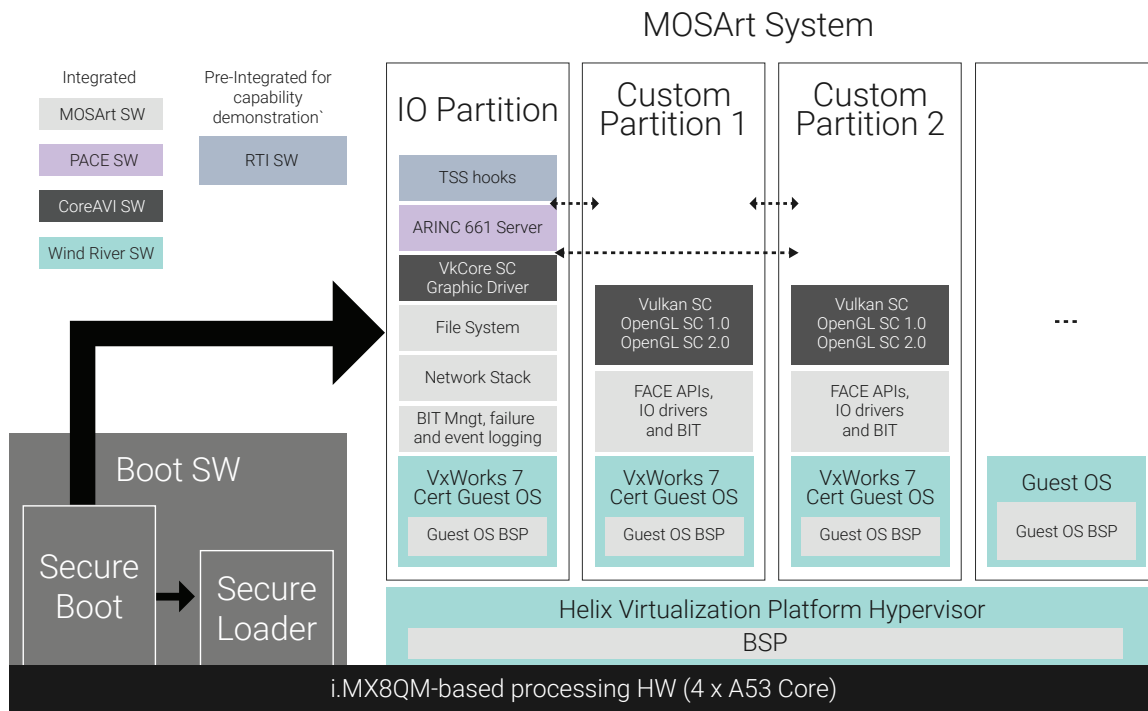 MOSArt System
Integrated
MOSArt SW
PACE SW
CoreAVI SW
Wind River SW
Pre-Integrated for
capability
demonstration`
RTI SW
IO Partition
TSS hooks
ARINC 661 Server
VkCore SC
Graphic Driver
File System
Network Stack
BIT Mngt, failure
and event logging
VxWorks 7
Cert Guest OS
Guest OS BSP
Custom
Partition 1
Vulkan SC
OpenGL SC 1.0
OpenGL SC 2.0
FACE APIs,
IO drivers
and BIT
VxWorks 7
Cert Guest OS
Guest OS BSP
Custom
Partition 2
Vulkan SC
OpenGL SC 1.0
OpenGL SC 2.0
FACE APIs,
IO drivers
and BIT
VxWorks 7
Cert Guest OS
Guest OS BSP
---
Guest OS
Guest OS BSP
Boot SW
Secure
Boot
Secure
Loader
Helix Virtualization Platform Hypervisor
BSP
i.MX8QM-based processing HW (4 x A53 Core)